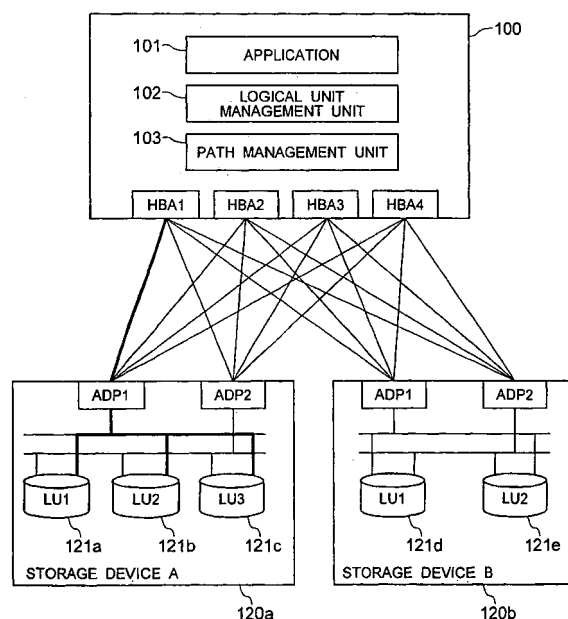 100
101
APPLICATION
102
LOGICAL UNIT
MANAGEMENT UNIT
103
PATH MANAGEMENT UNIT
HBA1 HBA2 HBA3 HBA4
ADP1 ADP2 ADP1 ADP2
LU1 LU2 LU3 LU1 LU2
121a 121b 121c 121d 121e
STORAGE DEVICE A STORAGE DEVICE B
120a 120b